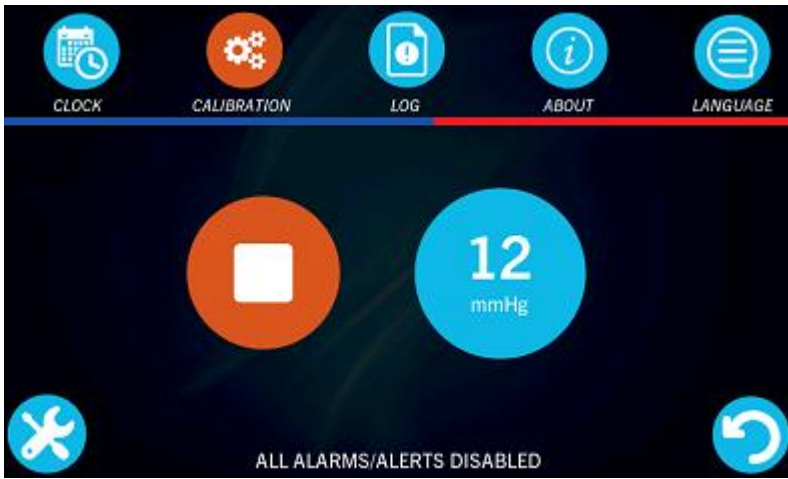 CLOCK
CALIBRATION
LOG
ABOUT
LANGUAGE
12
mmHg
ALL ALARMS/ALERTS DISABLED